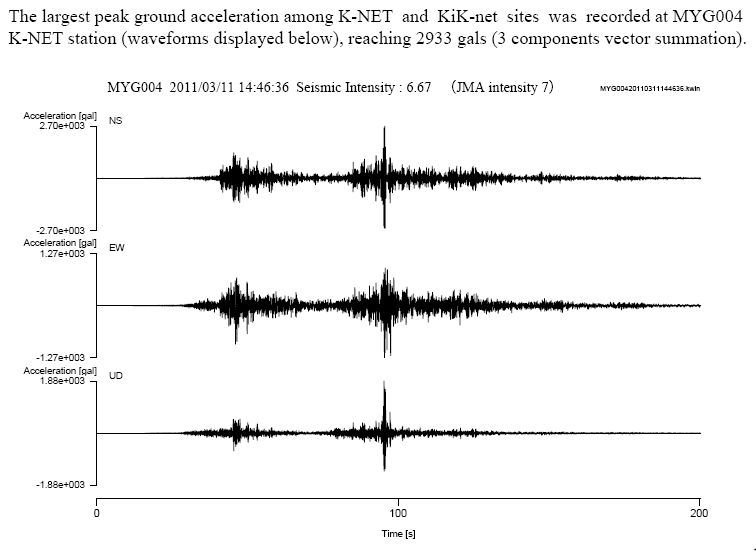 The largest peak ground acceleration among K-NET and KiK-net sites was recorded at MYG004
K-NET station (waveforms displayed below), reaching 2933 gals (3 components vector summation).
MYG004 2011/03/11 14:46:36 Seismic Intensity : 6.67 (JMA intensity 7)
MYG00420110311144636.kwin
Acceleration [gal]
2.70e+003
NS
-2.70e+003
Acceleration [gal]
1.27e+003
EW
-1.27e+003
Acceleration [gal]
1.88e+003
UD
-1.88e+003
0
100
200
Time [s]